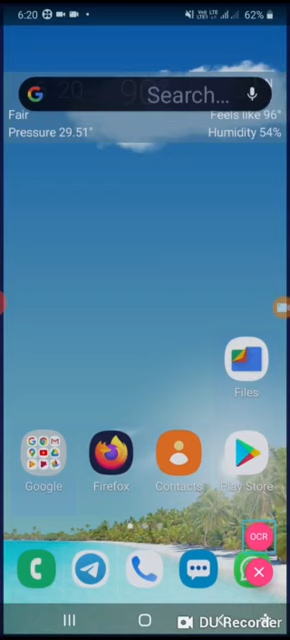 6:20 62%
Search...
Fair Feels like 96°
Pressure 29.51" Humidity 54%
Files
Google Firefox Contacts Play Store
OCR
DU Recorder